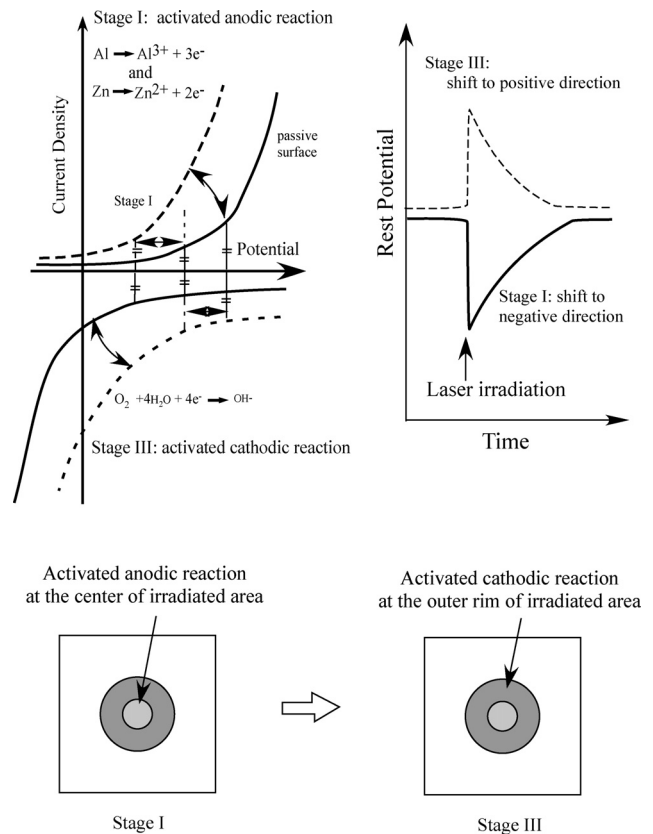 Stage I: activated anodic reaction
Al → Al3+ + 3e-
and
Zn → Zn2+ + 2e-
Current Density
Stage I
passive
surface
Potential
O2 +4H2O + 4e- → OH-
Stage III: activated cathodic reaction
Stage III:
shift to positive direction
Rest Potential
Stage I: shift to
negative direction
Laser irradiation
Time
Activated anodic reaction
at the center of irradiated area
Stage I
Activated cathodic reaction
at the outer rim of irradiated area
Stage III